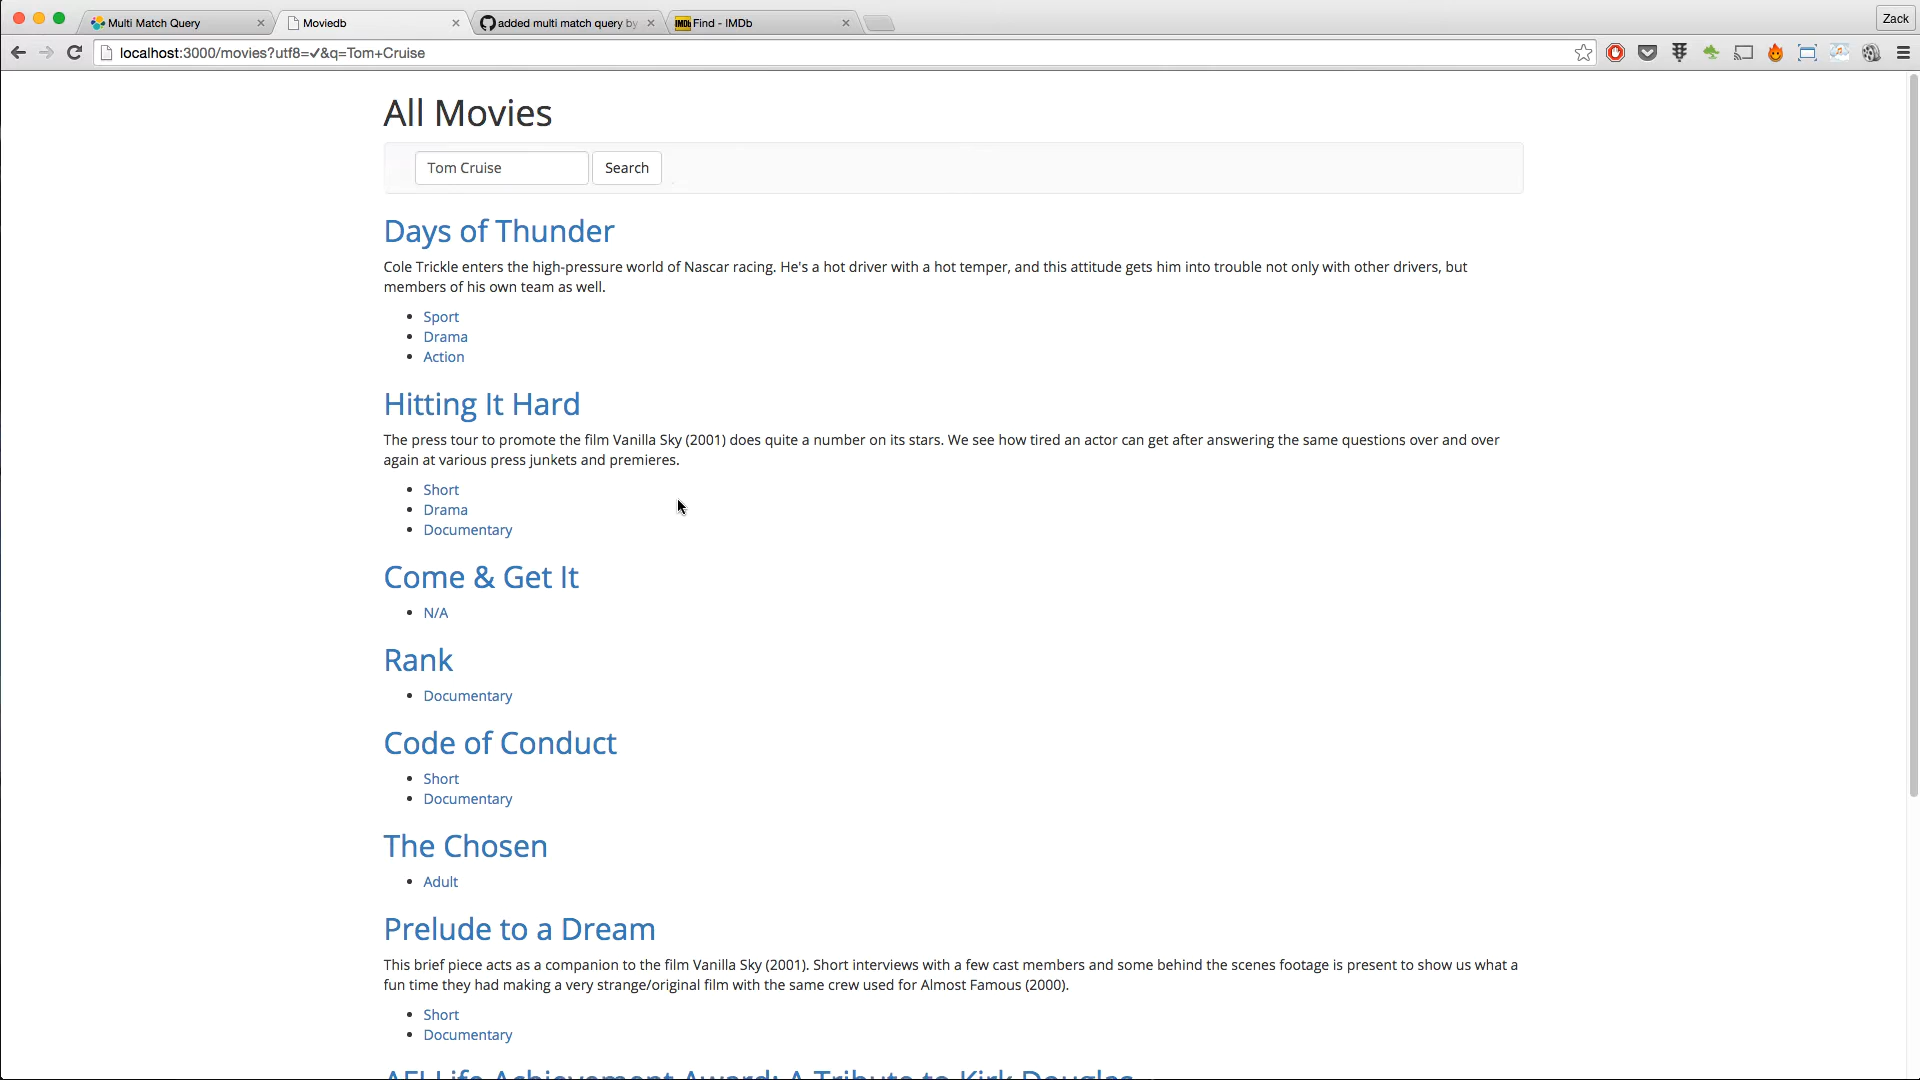 Multi Match Query
Moviedb
added multi match query by
IMDb Find - IMDb
Zack
localhost:3000/movies?utf8=✓&q=Tom+Cruise
All Movies
Tom Cruise
Search
Days of Thunder
Cole Trickle enters the high-pressure world of Nascar racing. He's a hot driver with a hot temper, and this attitude gets him into trouble not only with other drivers, but
members of his own team as well.
• Sport
• Drama
• Action
Hitting It Hard
The press tour to promote the film Vanilla Sky (2001) does quite a number on its stars. We see how tired an actor can get after answering the same questions over and over
again at various press junkets and premieres.
• Short
• Drama
• Documentary
Come & Get It
• N/A
Rank
• Documentary
Code of Conduct
• Short
• Documentary
The Chosen
• Adult
Prelude to a Dream
This brief piece acts as a companion to the film Vanilla Sky (2001). Short interviews with a few cast members and some behind the scenes footage is present to show us what a
fun time they had making a very strange/original film with the same crew used for Almost Famous (2000).
• Short
• Documentary
AFI Life Achievement Award: A Tribute to Kirk Douglas